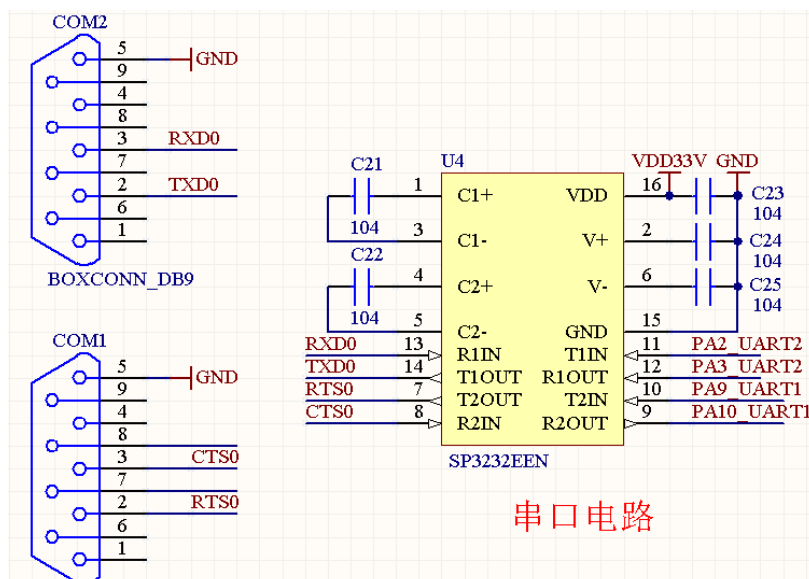 COM2
5
GND
9
4
8
3
RXD0
7
2
TXD0
6
1
BOXCONN_DB9
COM1
5
GND
9
4
8
3
CTS0
7
2
RTS0
6
1
U4
VDD33V GND
C21
104
C22
104
1 C1+ VDD 16
3 C1- V+ 2
4 C2+ V- 6
5 C2- GND 15
RXD0 13 R1IN T1IN 11 PA2_UART2
TXD0 14 T1OUT R1OUT 12 PA3_UART2
RTS0 7 T2OUT T2IN 10 PA9_UART1
CTS0 8 R2IN R2OUT 9 PA10_UART1
C23
104
C24
104
C25
104
SP3232EEN
串口电路